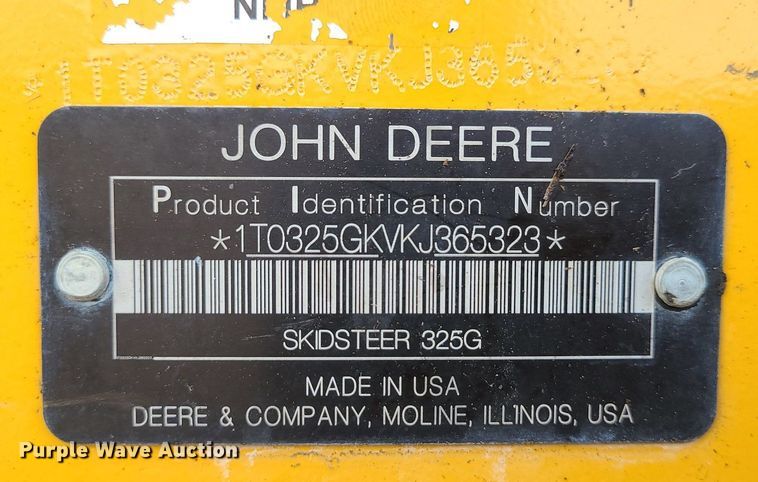 *1T0325GKVKJ365
JOHN DEERE
Product Identification Number
*1T0325GKVKJ365323*
SKIDSTEER 325G
MADE IN USA
DEERE & COMPANY, MOLINE, ILLINOIS, USA
Purple Wave Auction